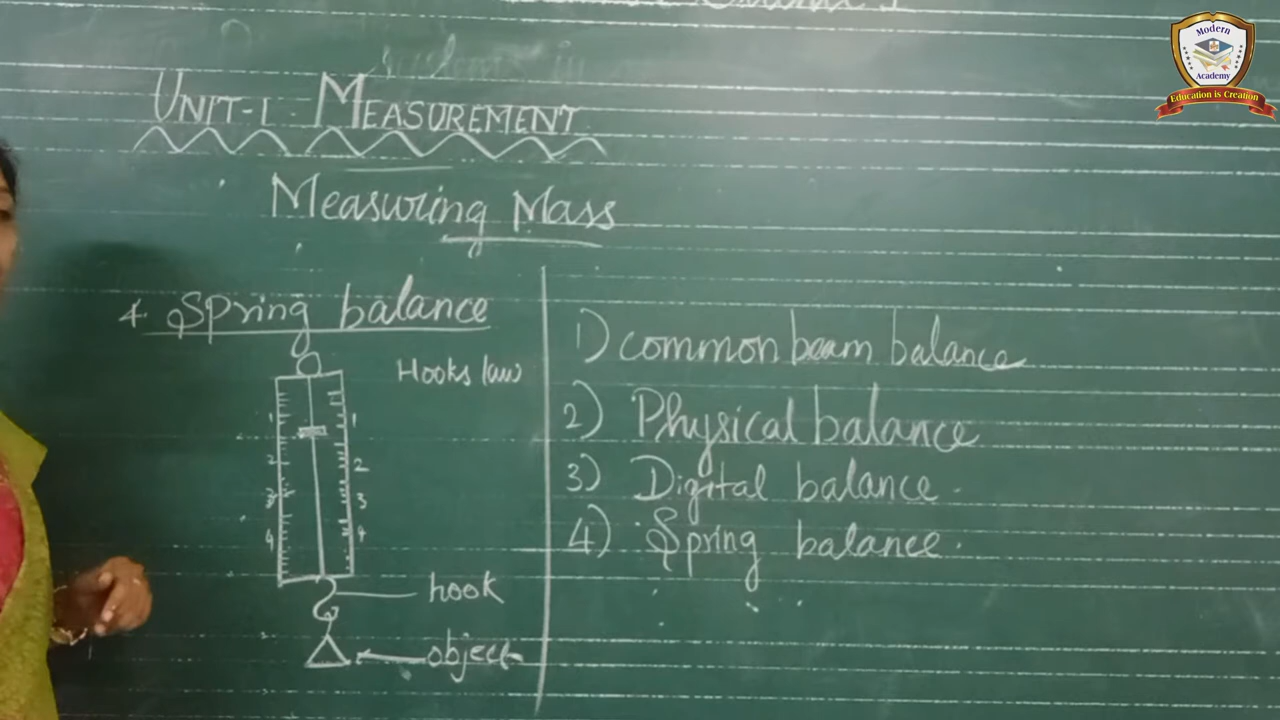 UNIT-1 MEASUREMENT
Measuring Mass
4. Spring balance
Hooks law
1 1
2 2
3 3
4 4
hook
object
1) common beam balance
2) Physical balance
3) Digital balance.
4) Spring balance.
Modern
Academy
Education is Creation